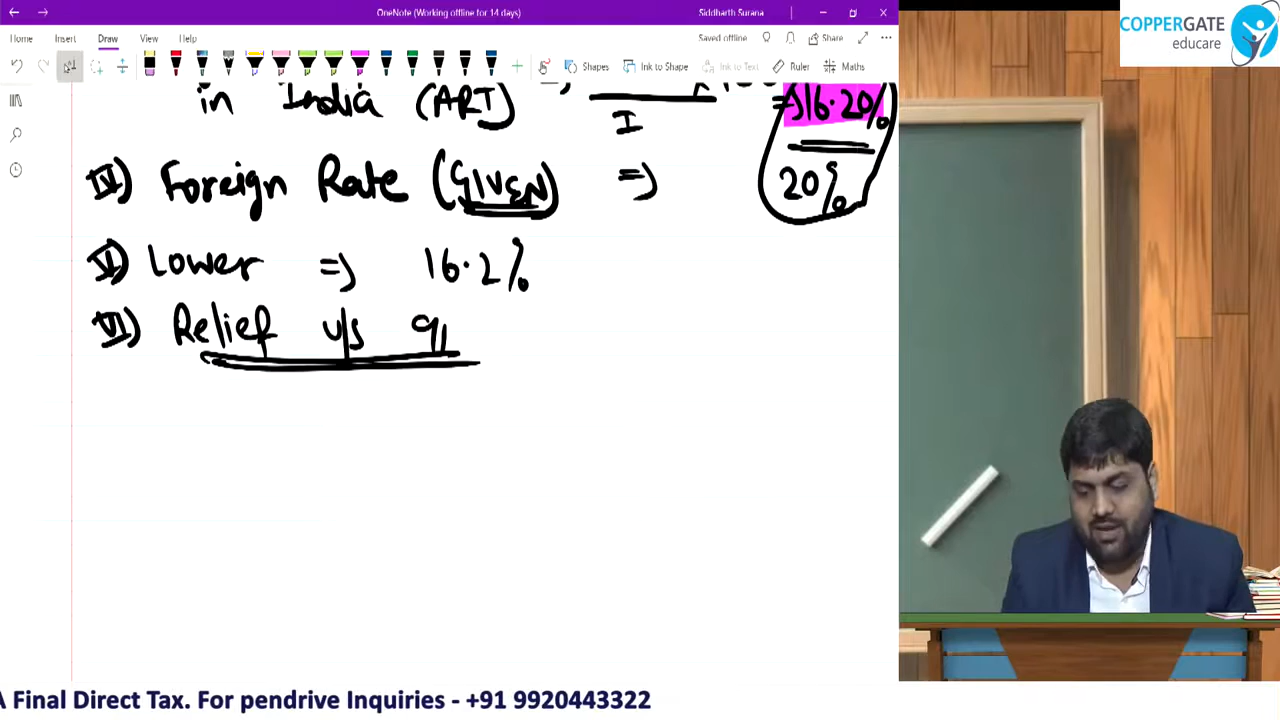 OneNote (Working offline for 14 days)
Siddharth Surana
COPPERGATE
educare
Home Insert Draw View Help
Saved offline
Share
Shapes
Ink to Shape
Ink to Text
Ruler
Maths
in India (ART) =>
I
=> 16.20%
IV) Foreign Rate (GIVEN) =>
20%
V) Lower => 16.2%
VI) Relief u/s 91
A Final Direct Tax. For pendrive Inquiries - +91 9920443322